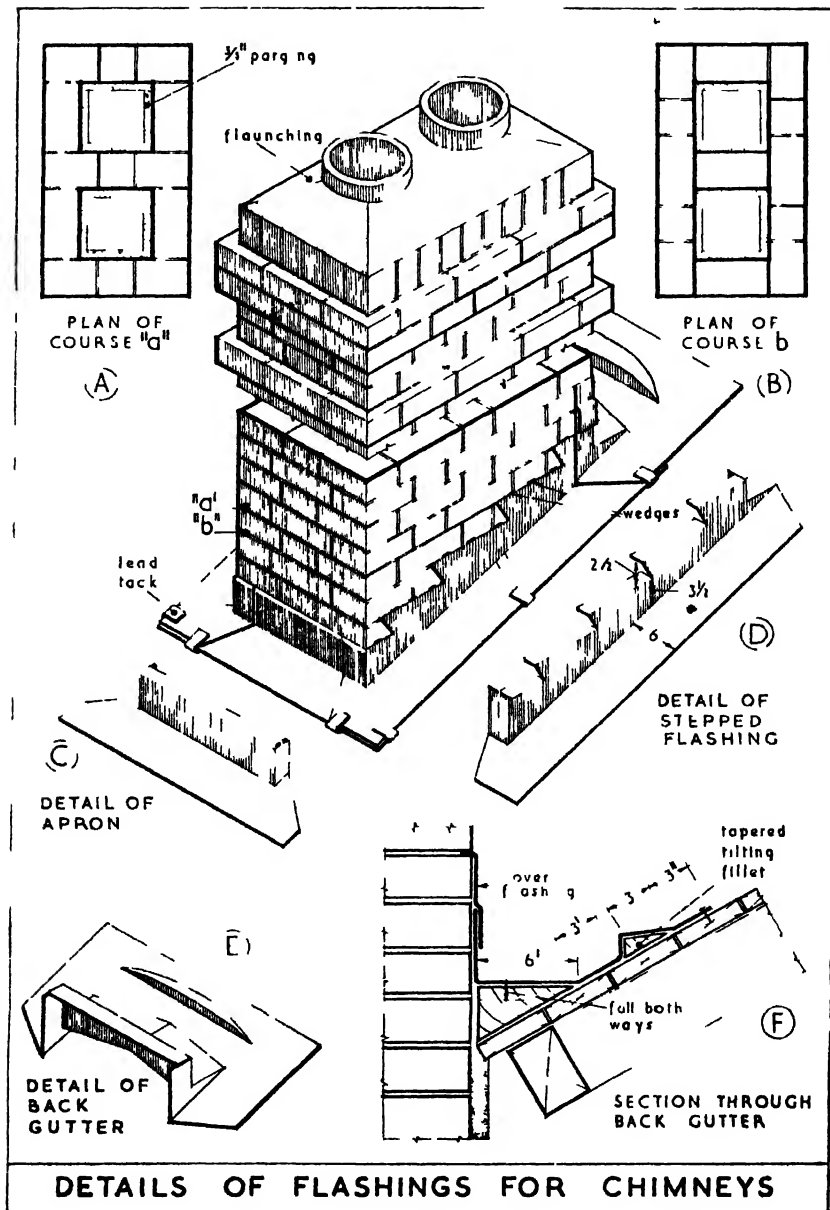 ¾" parging
flaunching
PLAN OF
COURSE "a"
(A)
PLAN OF
COURSE b
(B)
"a'
"b"
lead
tack
wedges
2½
3½
6
(D)
DETAIL OF
STEPPED
FLASHING
(C)
DETAIL OF
APRON
over
flashing
tapered
tilting
fillet
3'
3
3"
6'
fall both
ways
(F)
E)
DETAIL OF
BACK
GUTTER
SECTION THROUGH
BACK GUTTER
DETAILS OF FLASHINGS FOR CHIMNEYS